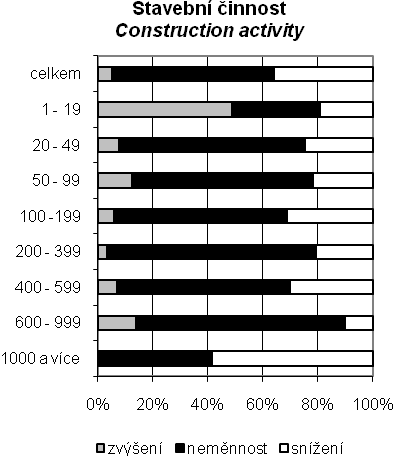 Stavební činnost
Construction activity
celkem
1 - 19
20 - 49
50 - 99
100 -199
200 - 399
400 - 599
600 - 999
1000 a více
0% 20% 40% 60% 80% 100%
zvýšení neměnnost snížení